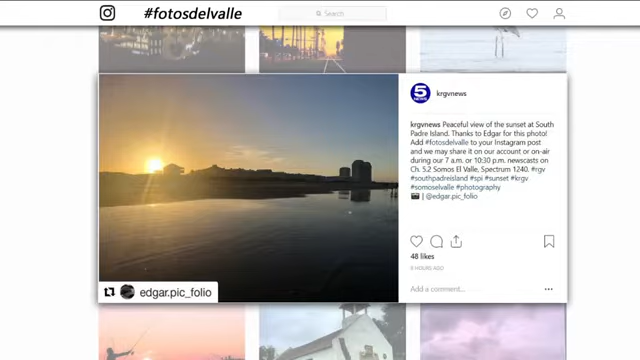 #fotosdelvalle
Search
5
krgvnews
krgvnews Peaceful view of the sunset at South
Padre Island. Thanks to Edgar for this photo!
Add #fotosdelvalle to your Instagram post
and we may share it on our account or on-air
during our 7 a.m. or 10:30 p.m. newscasts on
Ch. 5.2 Somos El Valle, Spectrum 1240. #rgv
#southpadreisland #spi #sunset #krgv
#somoselvalle #photography
| @edgar.pic_folio
48 likes
9 HOURS AGO
Add a comment...
edgar.pic_folio